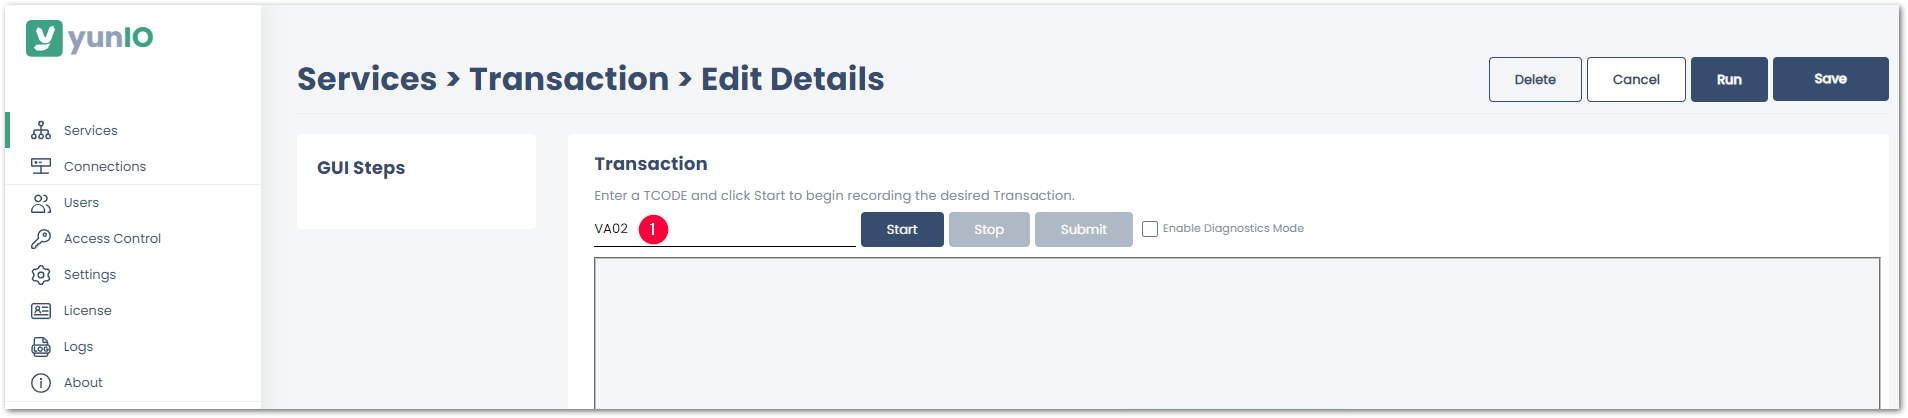 yunIO
Services > Transaction > Edit Details
Delete
Cancel
Run
Save
Services
Connections
Users
Access Control
Settings
License
LOG
Logs
About
GUI Steps
Transaction
Enter a TCODE and click Start to begin recording the desired Transaction.
VA02
1
Start
Stop
Submit
Enable Diagnostics Mode